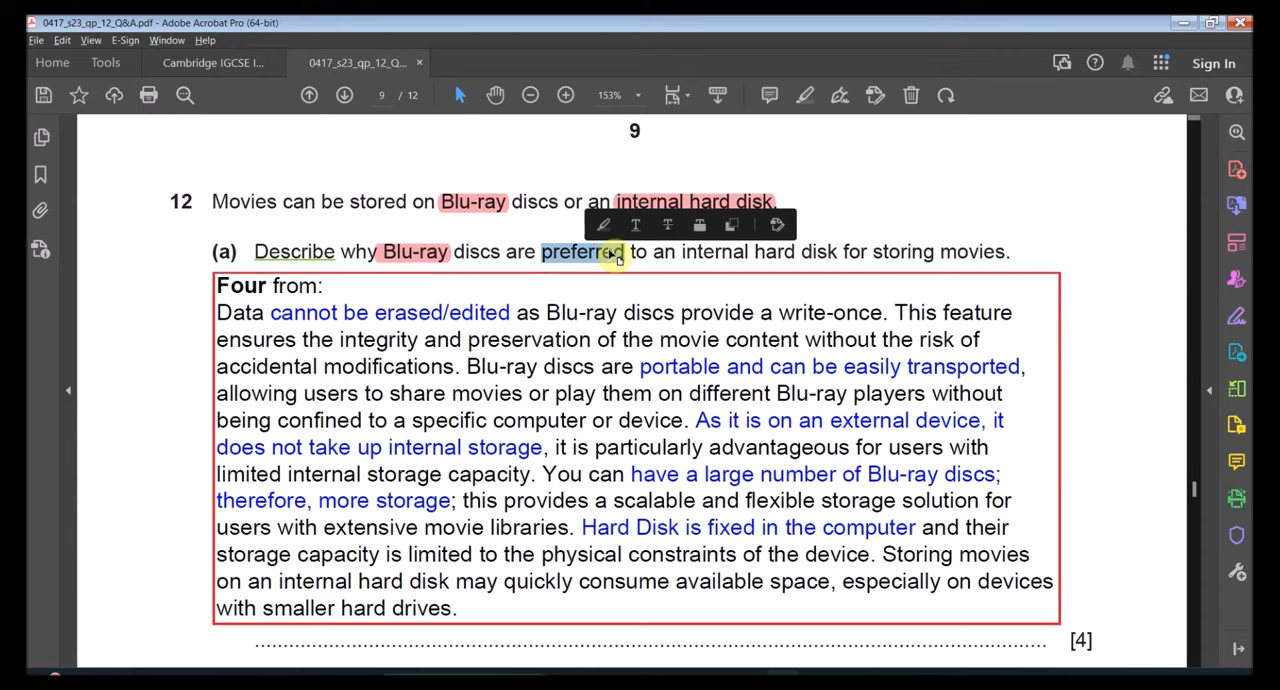 0417_s23_qp_12_Q&A.pdf - Adobe Acrobat Pro (64-bit)
File Edit View E-Sign Window Help
Home Tools Cambridge IGCSE I... 0417_s23_qp_12_Q... × Sign In
9 / 12 153%
9
12 Movies can be stored on Blu-ray discs or an internal hard disk.
(a) Describe why Blu-ray discs are preferred to an internal hard disk for storing movies.
Four from:
Data cannot be erased/edited as Blu-ray discs provide a write-once. This feature
ensures the integrity and preservation of the movie content without the risk of
accidental modifications. Blu-ray discs are portable and can be easily transported,
allowing users to share movies or play them on different Blu-ray players without
being confined to a specific computer or device. As it is on an external device, it
does not take up internal storage, it is particularly advantageous for users with
limited internal storage capacity. You can have a large number of Blu-ray discs;
therefore, more storage; this provides a scalable and flexible storage solution for
users with extensive movie libraries. Hard Disk is fixed in the computer and their
storage capacity is limited to the physical constraints of the device. Storing movies
on an internal hard disk may quickly consume available space, especially on devices
with smaller hard drives.
[4]